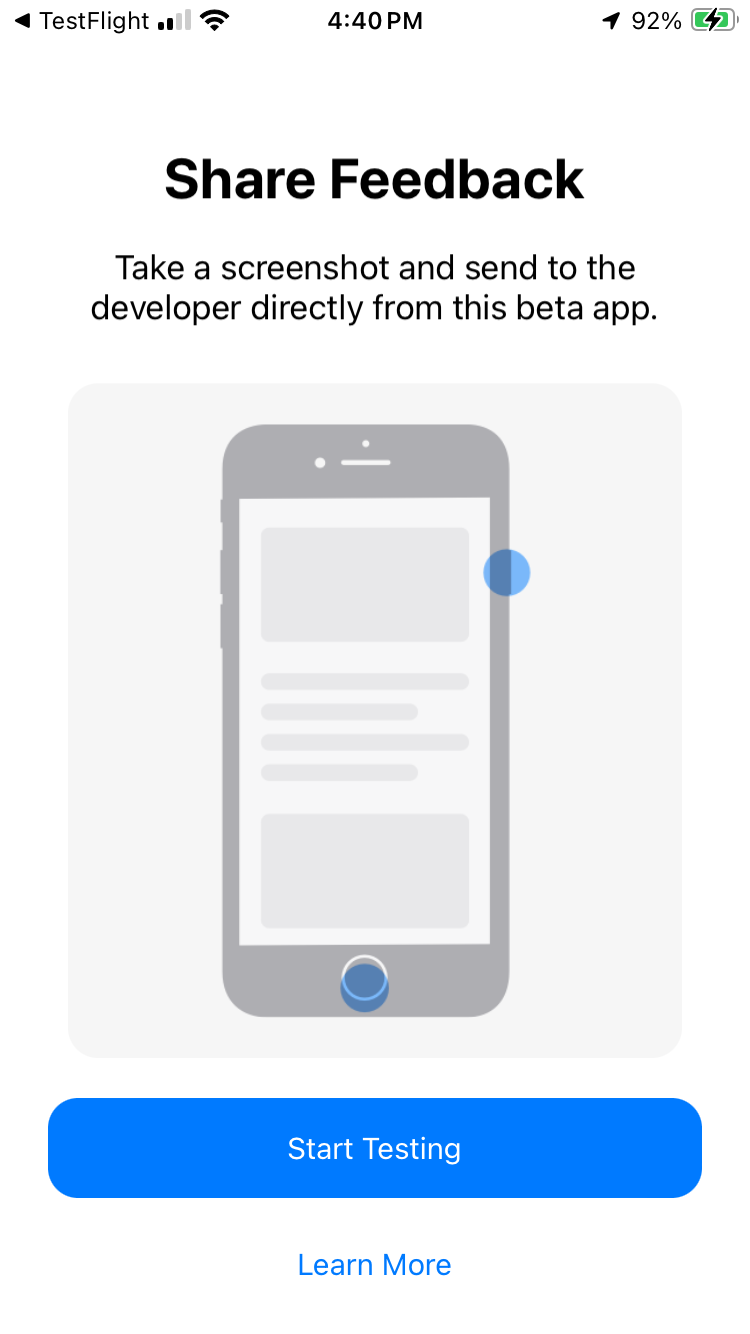 TestFlight 4:40 PM 92%
Share Feedback
Take a screenshot and send to the
developer directly from this beta app.
Start Testing
Learn More